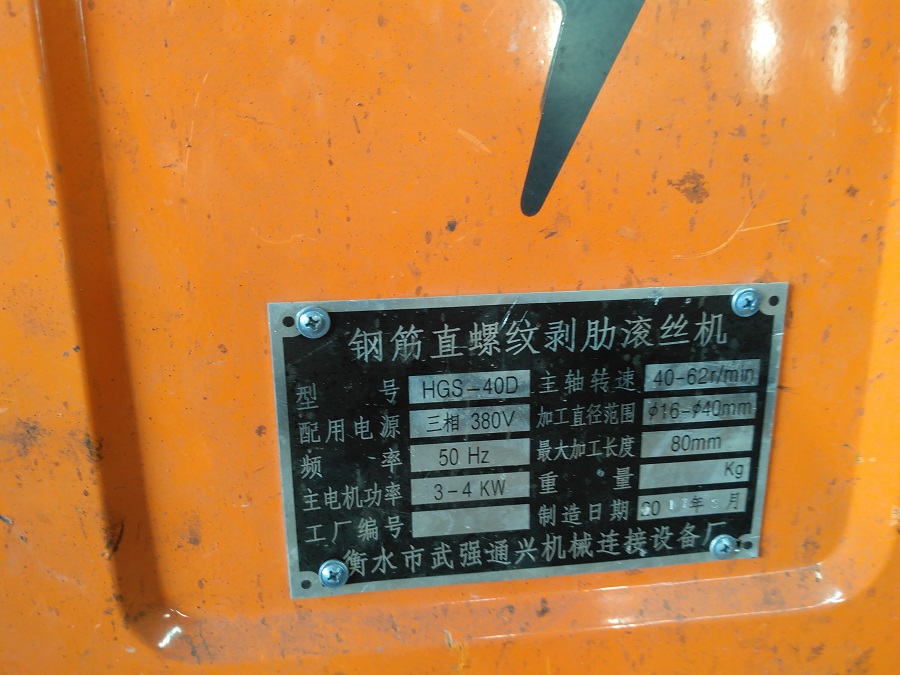 钢筋直螺纹剥肋滚丝机
型号 HGS-40D 主轴转速 40-62r/min
配用电源 三相 380V 加工直径范围 φ16-φ40mm
频率 50 Hz 最大加工长度 80mm
主电机功率 3-4 KW 重量 Kg
工厂编号 制造日期 年 月
衡水市武强通兴机械连接设备厂